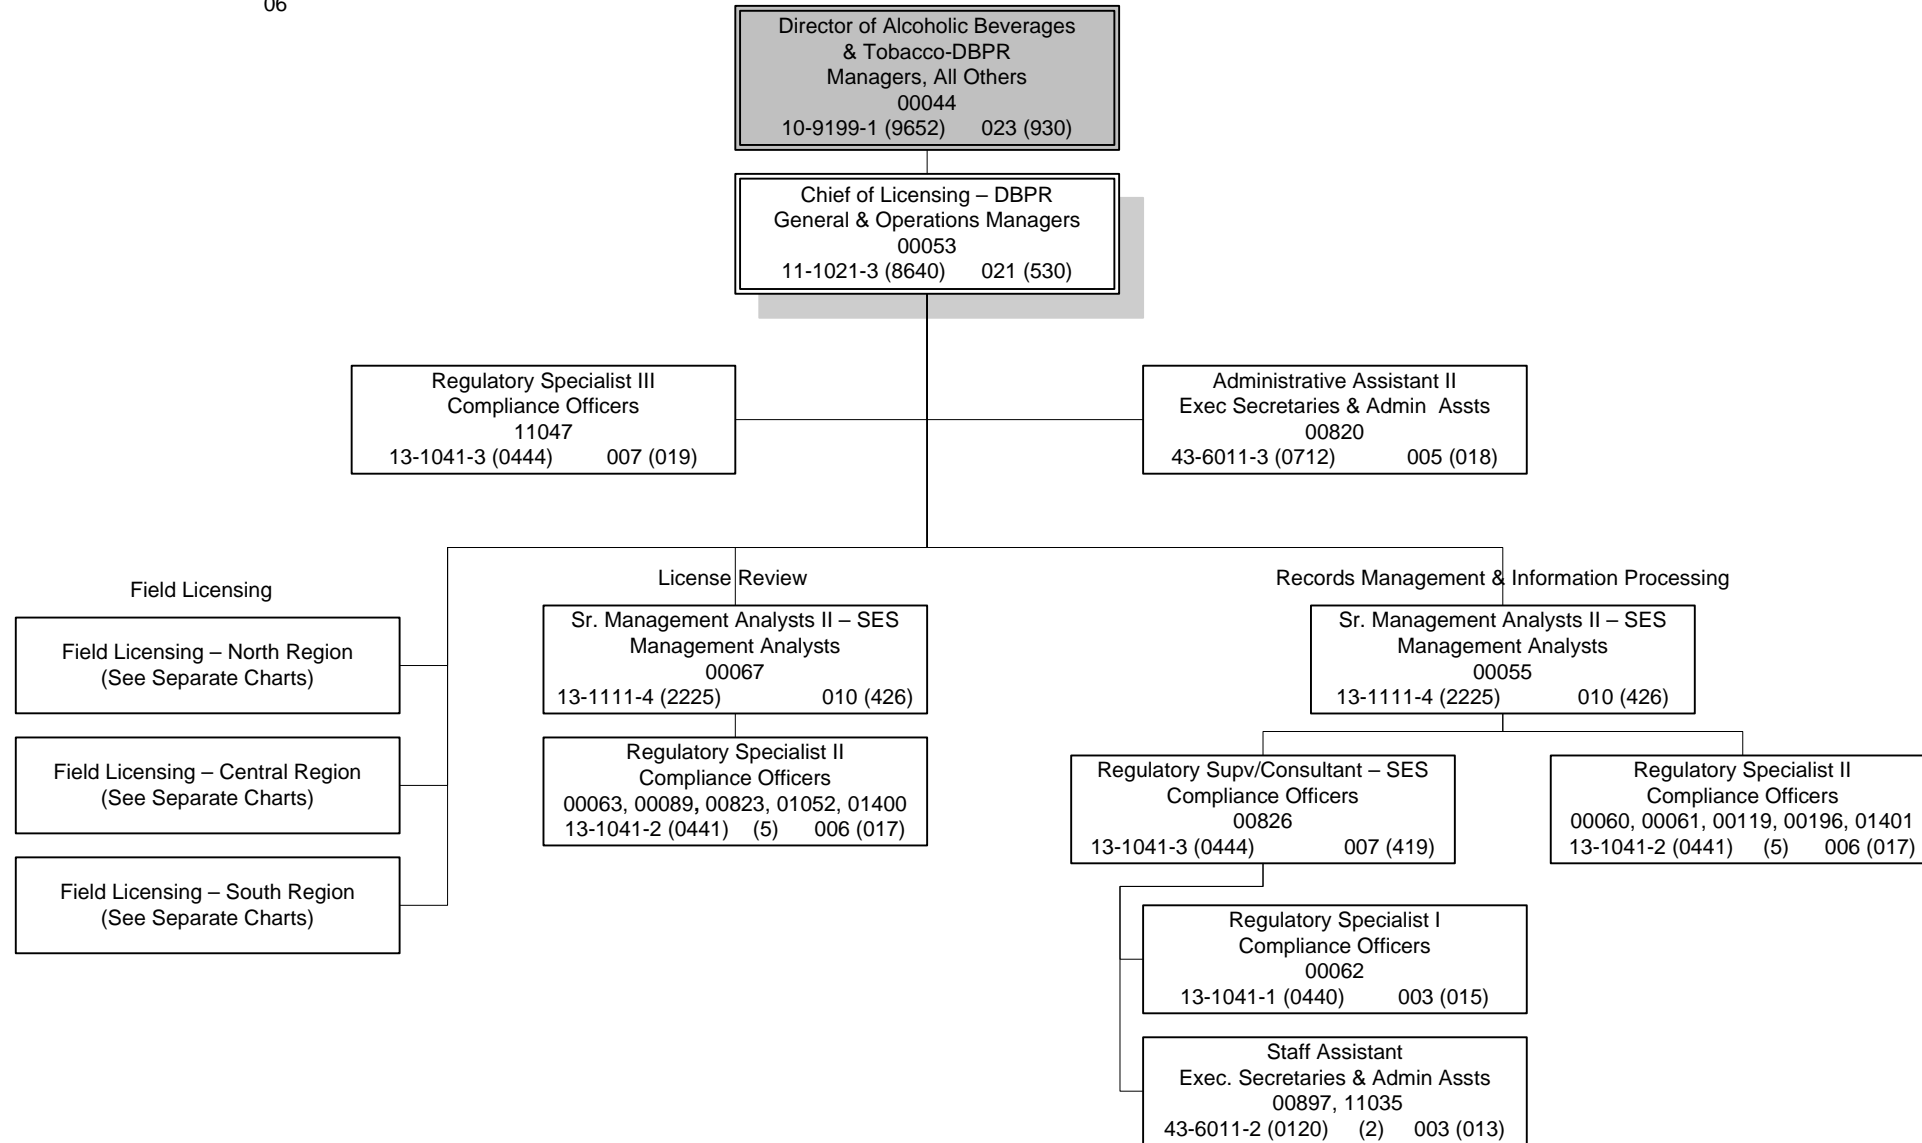 06
Director of Alcoholic Beverages
& Tobacco-DBPR
Managers, All Others
00044
10-9199-1 (9652) 023 (930)
Chief of Licensing – DBPR
General & Operations Managers
00053
11-1021-3 (8640) 021 (530)
Regulatory Specialist III
Compliance Officers
11047
13-1041-3 (0444) 007 (019)
Administrative Assistant II
Exec Secretaries & Admin Assts
00820
43-6011-3 (0712) 005 (018)
Field Licensing
Field Licensing – North Region
(See Separate Charts)
Field Licensing – Central Region
(See Separate Charts)
Field Licensing – South Region
(See Separate Charts)
License Review
Sr. Management Analysts II – SES
Management Analysts
00067
13-1111-4 (2225) 010 (426)
Regulatory Specialist II
Compliance Officers
00063, 00089, 00823, 01052, 01400
13-1041-2 (0441) (5) 006 (017)
Records Management & Information Processing
Sr. Management Analysts II – SES
Management Analysts
00055
13-1111-4 (2225) 010 (426)
Regulatory Supv/Consultant – SES
Compliance Officers
00826
13-1041-3 (0444) 007 (419)
Regulatory Specialist II
Compliance Officers
00060, 00061, 00119, 00196, 01401
13-1041-2 (0441) (5) 006 (017)
Regulatory Specialist I
Compliance Officers
00062
13-1041-1 (0440) 003 (015)
Staff Assistant
Exec. Secretaries & Admin Assts
00897, 11035
43-6011-2 (0120) (2) 003 (013)